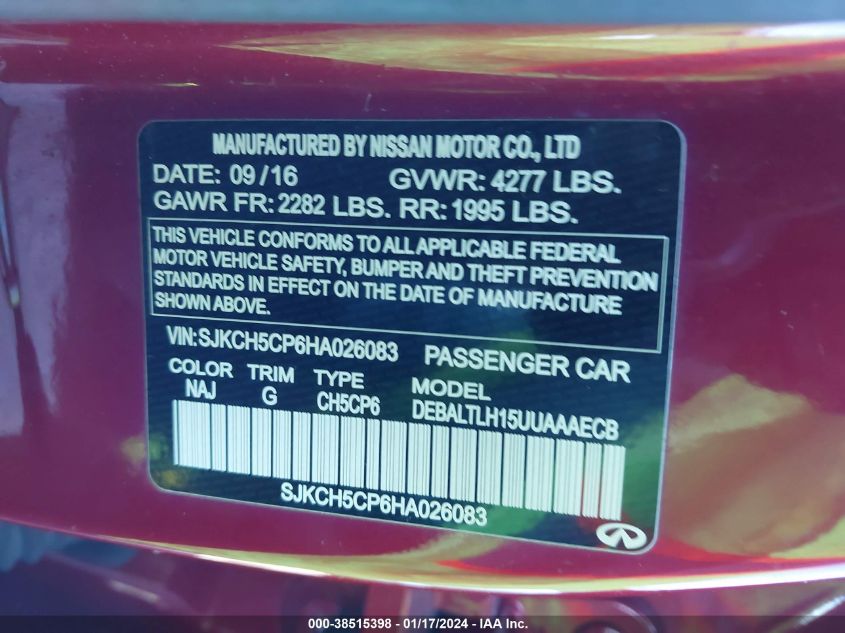 MANUFACTURED BY NISSAN MOTOR CO., LTD
DATE: 09/16 GVWR: 4277 LBS.
GAWR FR: 2282 LBS. RR: 1995 LBS.
THIS VEHICLE CONFORMS TO ALL APPLICABLE FEDERAL
MOTOR VEHICLE SAFETY, BUMPER AND THEFT PREVENTION
STANDARDS IN EFFECT ON THE DATE OF MANUFACTURE
SHOWN ABOVE.
VIN:SJKCH5CP6HA026083 PASSENGER CAR
COLOR TRIM TYPE MODEL
NAJ G CH5CP6 DEBALTLH15UUAAAECB
SJKCH5CP6HA026083
000-38515398 - 01/17/2024 - IAA Inc.